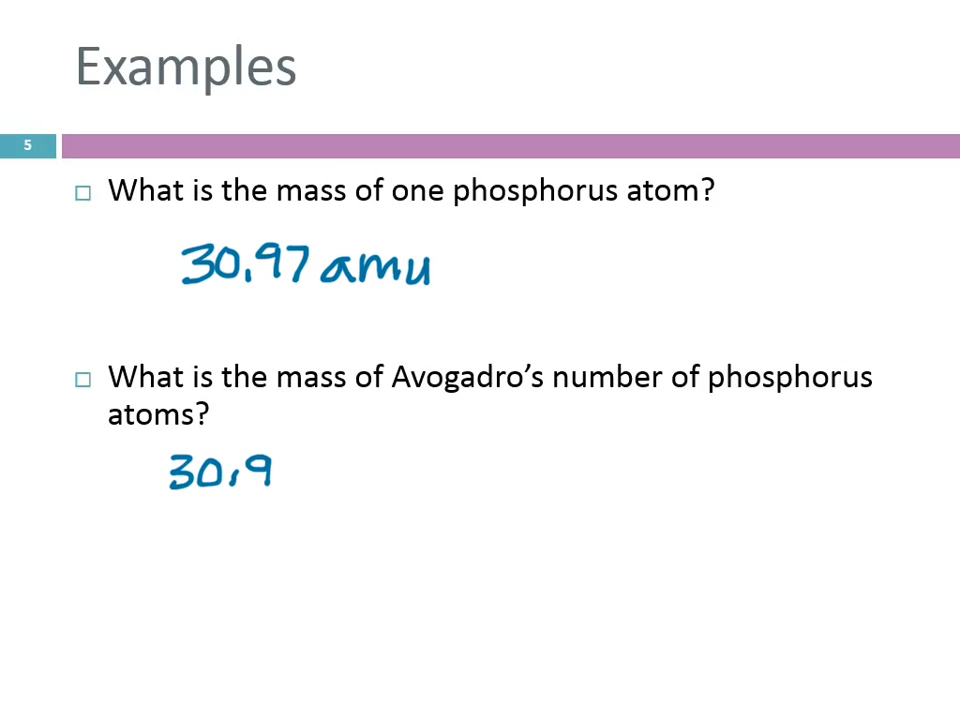 Examples
5
What is the mass of one phosphorus atom?
30.97 amu
What is the mass of Avogadro’s number of phosphorus
atoms?
30.9